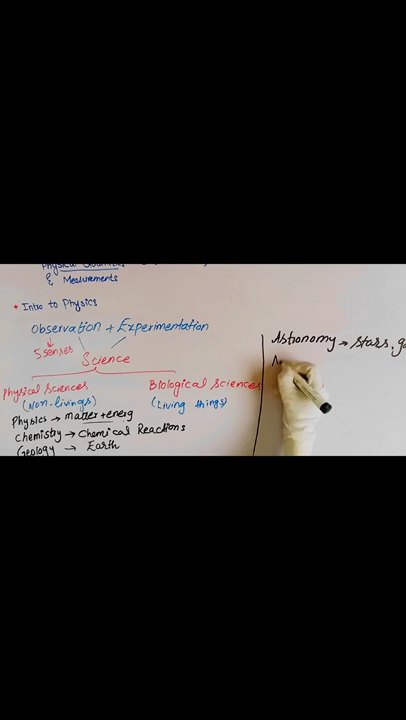 Physical Quantities
& Measurements
* Intro to Physics
Observation + Experimentation
5 senses
Science
Physical Sciences
(Non-Livings)
Biological Sciences
(Living things)
Physics → matter + energ
Chemistry → Chemical Reactions
Geology → Earth
Astronomy → stars, ga